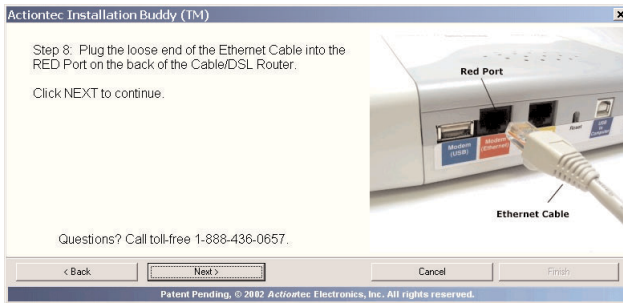 Actiontec Installation Buddy (TM)
Step 8: Plug the loose end of the Ethernet Cable into the
RED Port on the back of the Cable/DSL Router.
Click NEXT to continue.
Red Port
Modem
(USB)
Modem
(Ethernet)
Reset
USB
to
Computer
Ethernet Cable
Questions? Call toll-free 1-888-436-0657.
< Back
Next >
Cancel
Finish
Patent Pending, © 2002 Actiontec Electronics, Inc. All rights reserved.